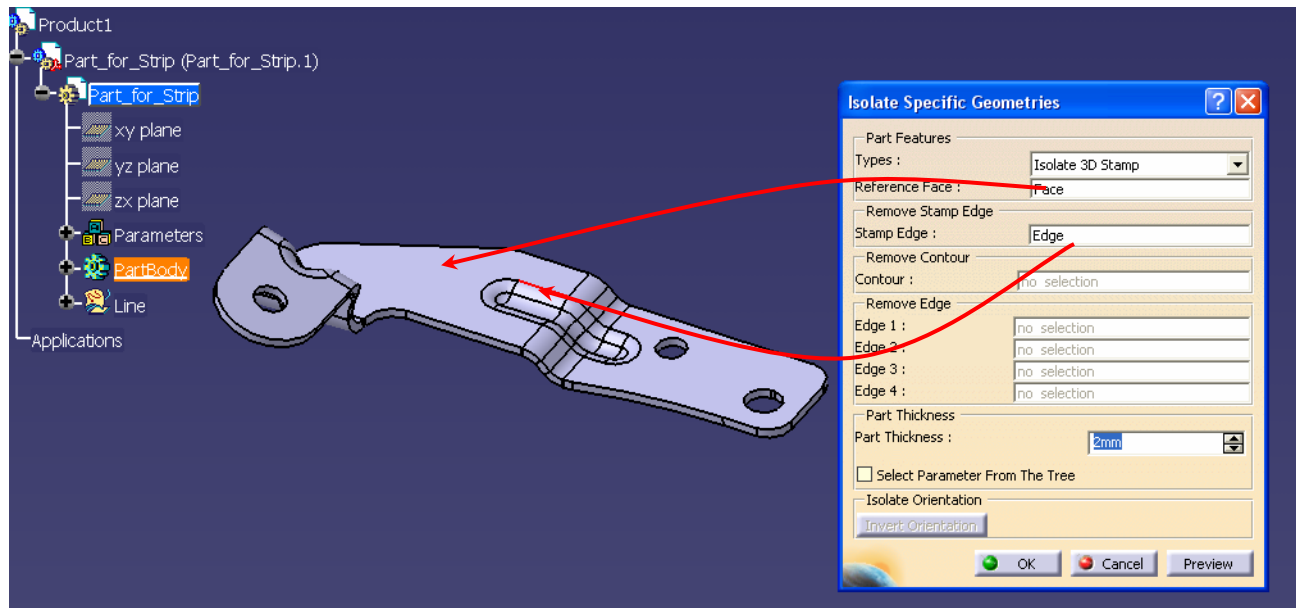 Product1
Part_for_Strip (Part_for_Strip.1)
Part_for_Strip
xy plane
yz plane
zx plane
Parameters
PartBody
Line
Applications
Isolate Specific Geometries
Part Features
Types : Isolate 3D Stamp
Reference Face : Face
Remove Stamp Edge
Stamp Edge : Edge
Remove Contour
Contour : no selection
Remove Edge
Edge 1 : no selection
Edge 2 : no selection
Edge 3 : no selection
Edge 4 : no selection
Part Thickness
Part Thickness : 2mm
Select Parameter From The Tree
Isolate Orientation
Invert Orientation
OK Cancel Preview